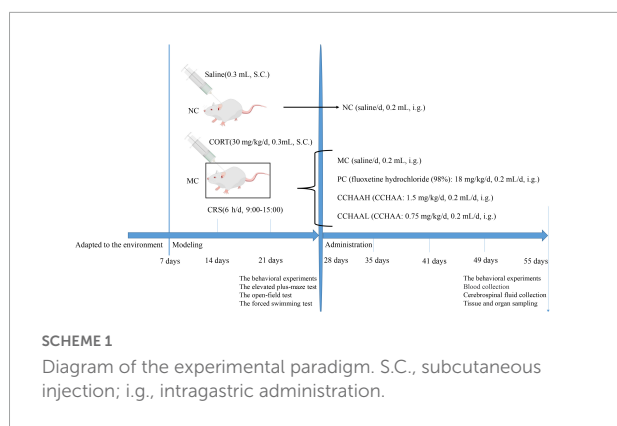 Saline(0.3 mL, S.C.)
NC
NC (saline/d, 0.2 mL, i.g.)
CORT(30 mg/kg/d, 0.3mL, S.C.)
MC
CRS(6 h/d, 9:00-15:00)
MC (saline/d, 0.2 mL, i.g.)
PC (fluoxetine hydrochloride (98%): 18 mg/kg/d, 0.2 mL/d, i.g.)
CCHAAH (CCHAA: 1.5 mg/kg/d, 0.2 mL/d, i.g.)
CCHAAL (CCHAA: 0.75 mg/kg/d, 0.2 mL/d, i.g.)
Adapted to the environment
Modeling
Administration
7 days
14 days
21 days
28 days
35 days
41 days
49 days
55 days
The behavioral experiments
The elevated plus-maze test
The open-field test
The forced swimming test
The behavioral experiments
Blood collection
Cerebrospinal fluid collection
Tissue and organ sampling
SCHEME 1
Diagram of the experimental paradigm. S.C., subcutaneous
injection; i.g., intragastric administration.